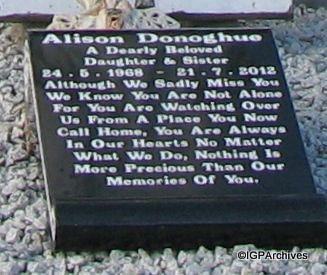 Alison Donoghue
A Dearly Beloved
Daughter & Sister
24 . 5 . 1968 - 21 . 7 . 2012
Although We Sadly Miss You
We Know You Are Not Alone
For You Are Watching Over
Us From A Place You Now
Call Home, You Are Always
In Our Hearts No Matter
What We Do, Nothing Is
More Precious Than Our
Memories Of You.
©IGPArchives